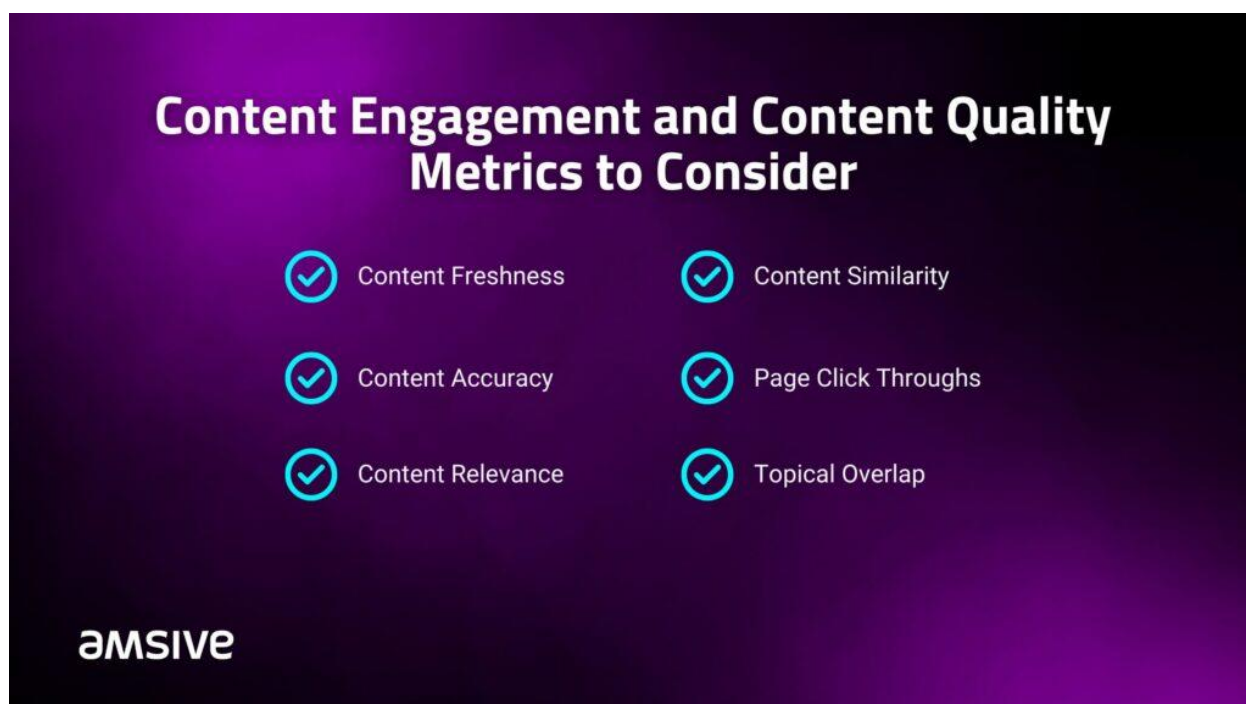 Content Engagement and Content Quality
Metrics to Consider
Content Freshness
Content Similarity
Content Accuracy
Page Click Throughs
Content Relevance
Topical Overlap
amsive